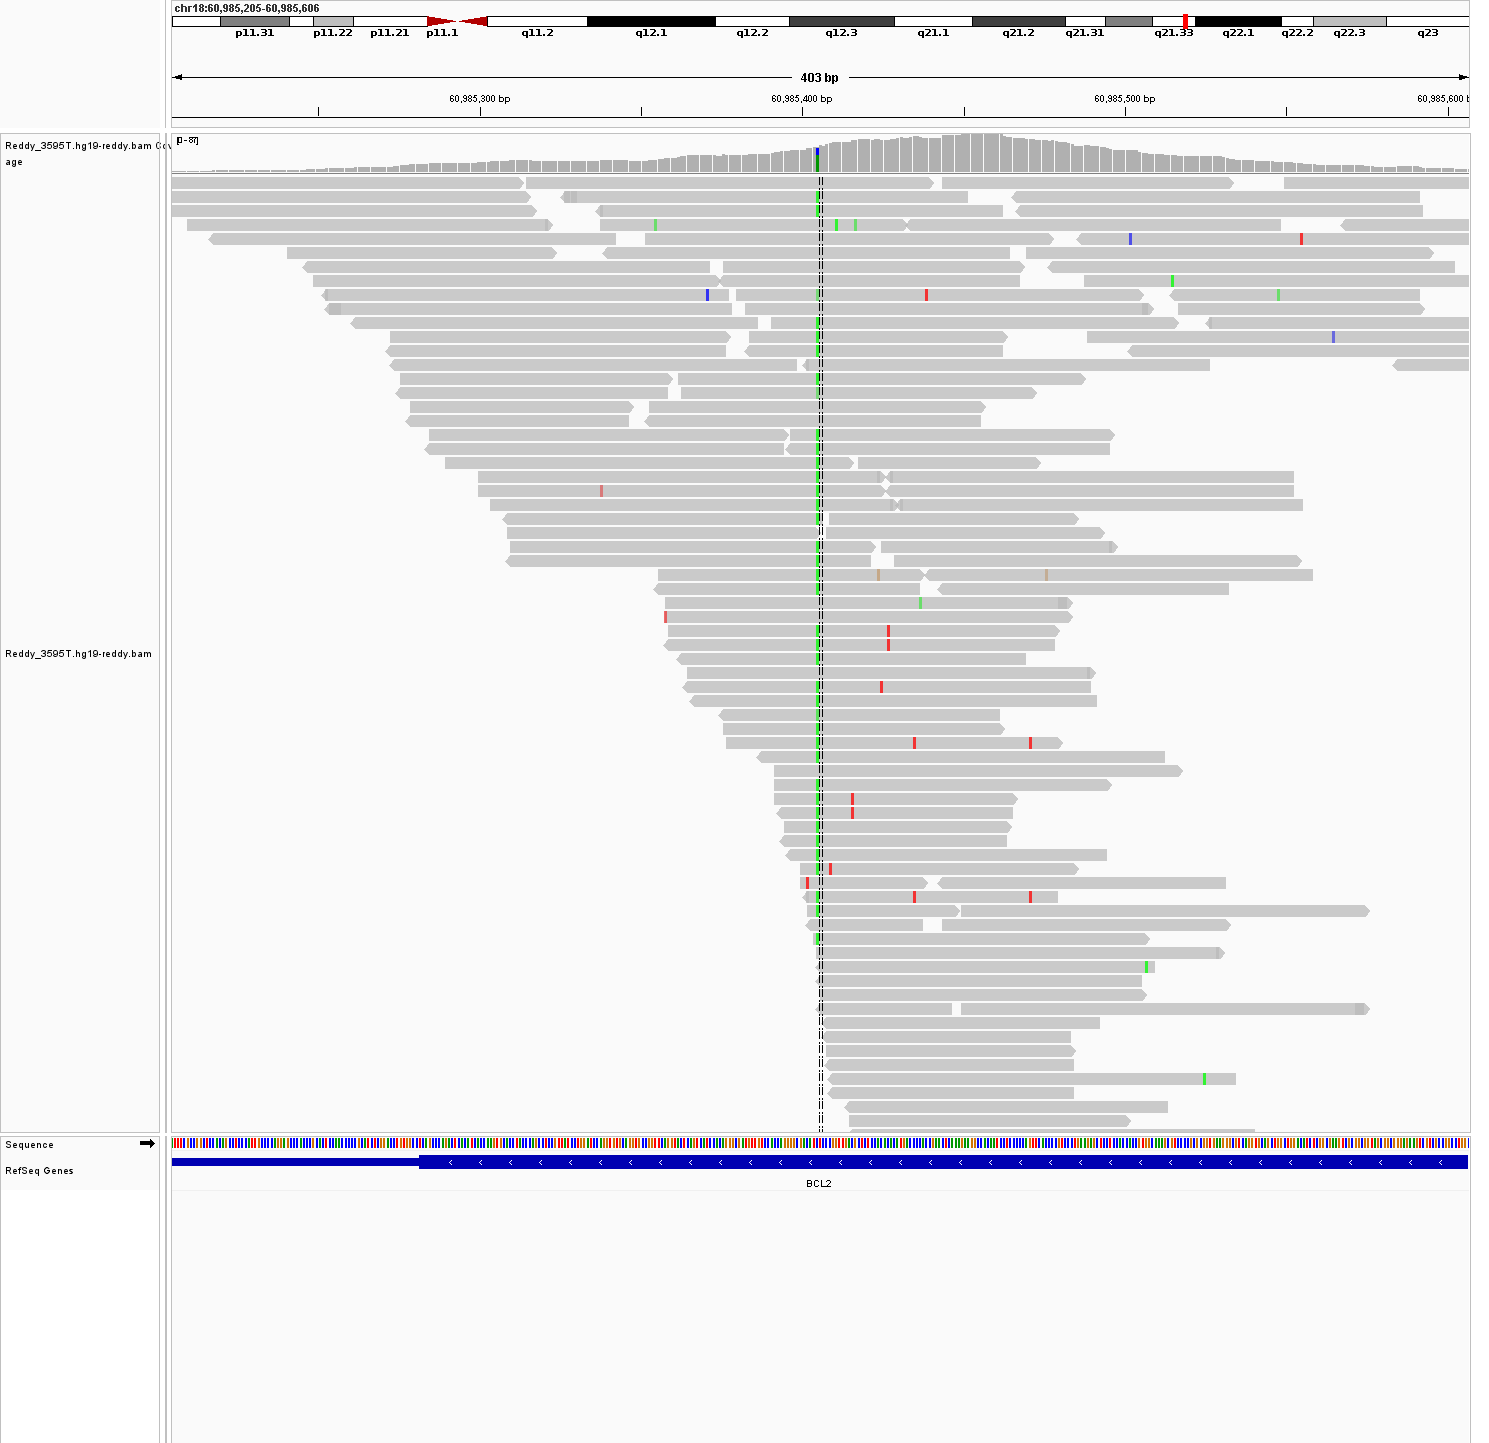 chr18:60,985,205-60,985,606
p11.31 p11.22 p11.21 p11.1 q11.2 q12.1 q12.2 q12.3 q21.1 q21.2 q21.31 q21.33 q22.1 q22.2 q22.3 q23
403 bp
60,985,300 bp 60,985,400 bp 60,985,500 bp 60,985,600 b
[0 - 87]
Reddy_3595T.hg19-reddy.bam Cov
age
Reddy_3595T.hg19-reddy.bam
Sequence
RefSeq Genes
BCL2